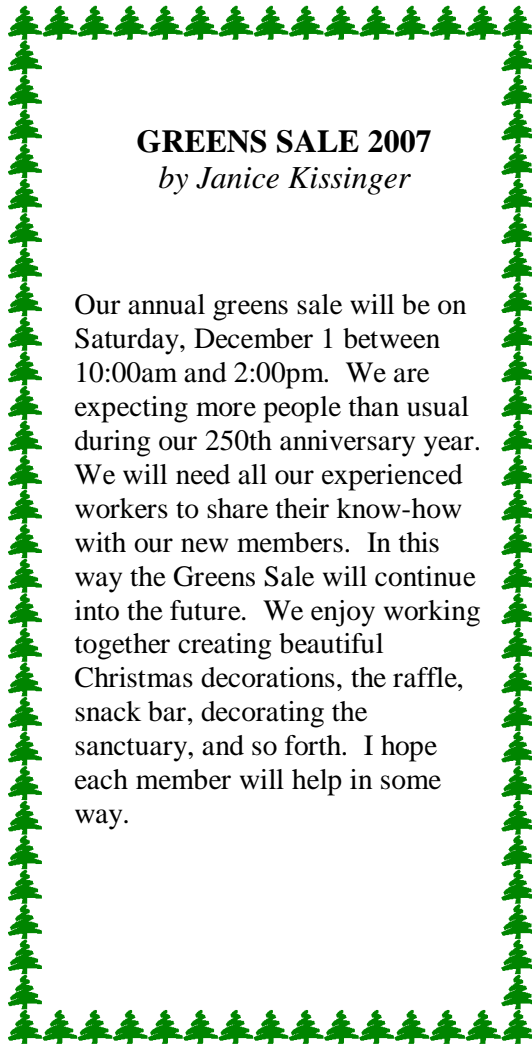 GREENS SALE 2007
by Janice Kissinger
Our annual greens sale will be on
Saturday, December 1 between
10:00am and 2:00pm.  We are
expecting more people than usual
during our 250th anniversary year.
We will need all our experienced
workers to share their know-how
with our new members.  In this
way the Greens Sale will continue
into the future.  We enjoy working
together creating beautiful
Christmas decorations, the raffle,
snack bar, decorating the
sanctuary, and so forth.  I hope
each member will help in some
way.